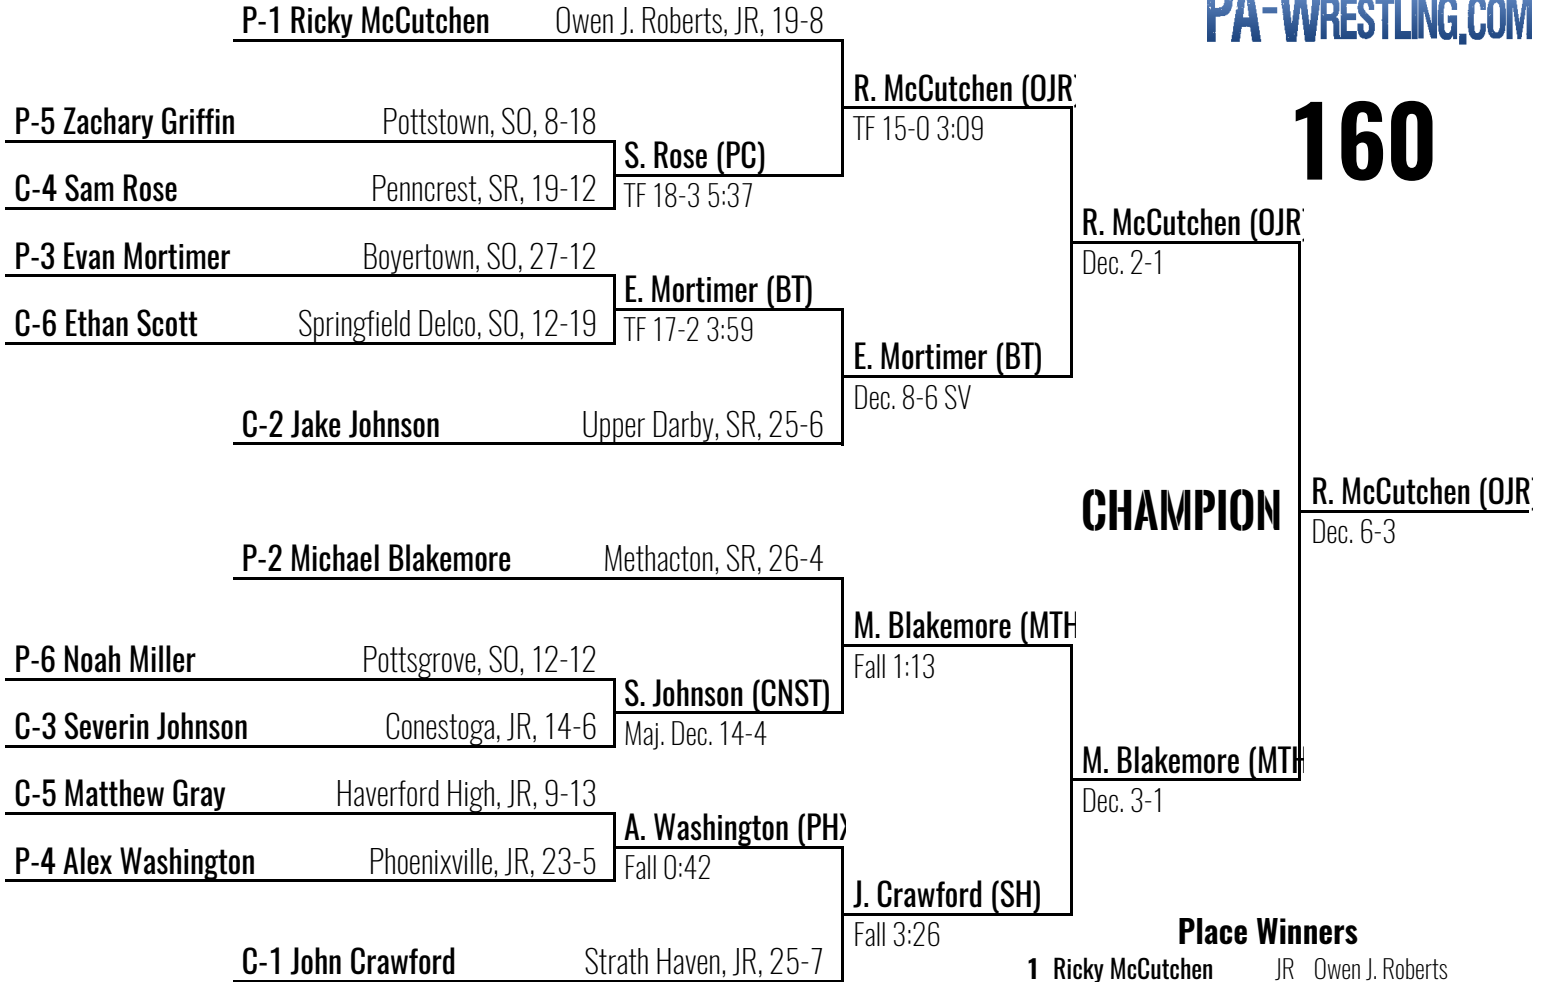 P-1 Ricky McCutchen Owen J. Roberts, JR, 19-8
PA-WRESTLING.COM
R. McCutchen (OJR)
TF 15-0 3:09
160
P-5 Zachary Griffin Pottstown, SO, 8-18
S. Rose (PC)
TF 18-3 5:37
C-4 Sam Rose Penncrest, SR, 19-12
R. McCutchen (OJR)
Dec. 2-1
P-3 Evan Mortimer Boyertown, SO, 27-12
E. Mortimer (BT)
TF 17-2 3:59
C-6 Ethan Scott Springfield Delco, SO, 12-19
E. Mortimer (BT)
Dec. 8-6 SV
C-2 Jake Johnson Upper Darby, SR, 25-6
CHAMPION
R. McCutchen (OJR)
Dec. 6-3
P-2 Michael Blakemore Methacton, SR, 26-4
M. Blakemore (MTH
Fall 1:13
P-6 Noah Miller Pottsgrove, SO, 12-12
S. Johnson (CNST)
Maj. Dec. 14-4
C-3 Severin Johnson Conestoga, JR, 14-6
M. Blakemore (MTH
Dec. 3-1
C-5 Matthew Gray Haverford High, JR, 9-13
A. Washington (PHX
Fall 0:42
P-4 Alex Washington Phoenixville, JR, 23-5
J. Crawford (SH)
Fall 3:26
C-1 John Crawford Strath Haven, JR, 25-7
Place Winners
1 Ricky McCutchen JR Owen J. Roberts